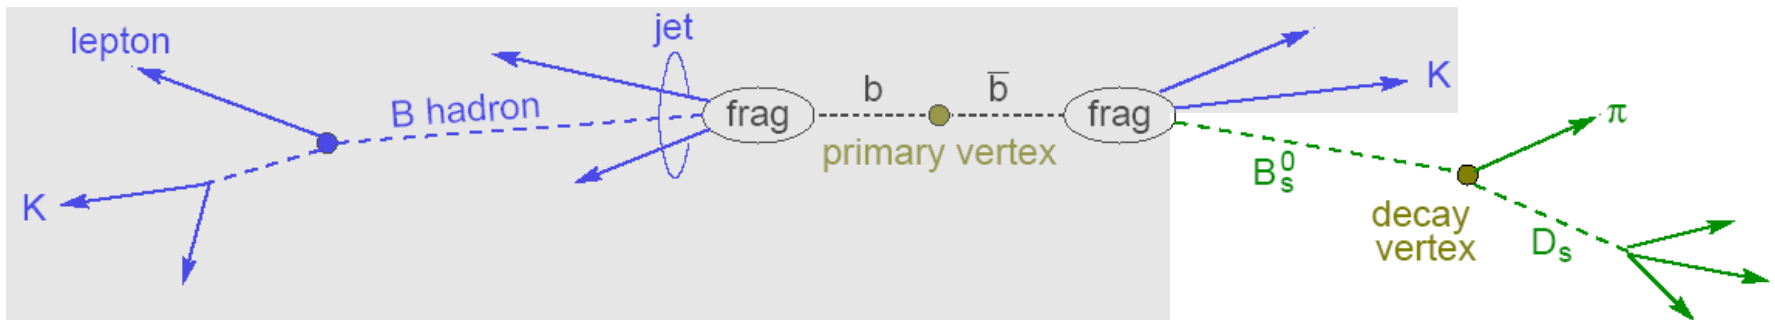 lepton
jet
K
B hadron
frag
b
b̅
frag
π
primary vertex
B⁰ₛ
K
decay
vertex
Dₛ